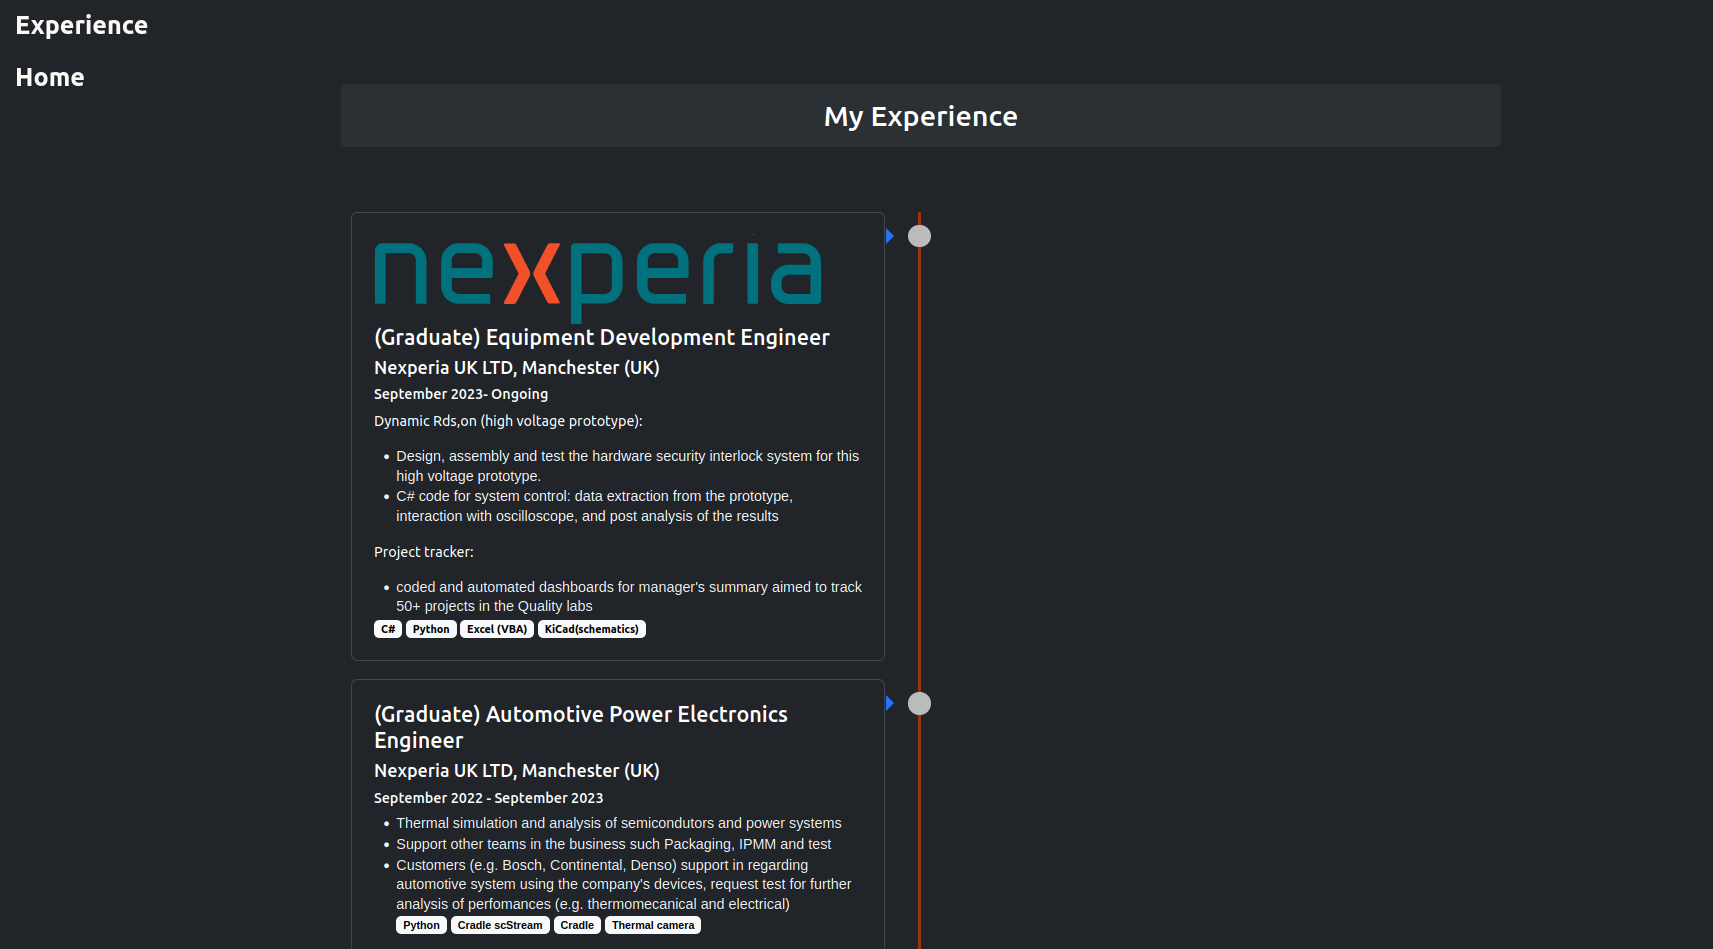 Experience
Home
My Experience
nexperia
(Graduate) Equipment Development Engineer
Nexperia UK LTD, Manchester (UK)
September 2023- Ongoing
Dynamic Rds,on (high voltage prototype):
Design, assembly and test the hardware security interlock system for this
high voltage prototype.
C# code for system control: data extraction from the prototype,
interaction with oscilloscope, and post analysis of the results
Project tracker:
coded and automated dashboards for manager's summary aimed to track
50+ projects in the Quality labs
C# Python Excel (VBA) KiCad(schematics)
(Graduate) Automotive Power Electronics
Engineer
Nexperia UK LTD, Manchester (UK)
September 2022 - September 2023
Thermal simulation and analysis of semicondutors and power systems
Support other teams in the business such Packaging, IPMM and test
Customers (e.g. Bosch, Continental, Denso) support in regarding
automotive system using the company's devices, request test for further
analysis of perfomances (e.g. thermomecanical and electrical)
Python Cradle scStream Cradle Thermal camera